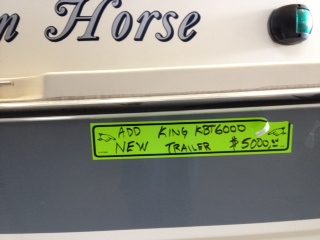 n Horse
ADD KING KBT6000
NEW TRAILER $5000.00